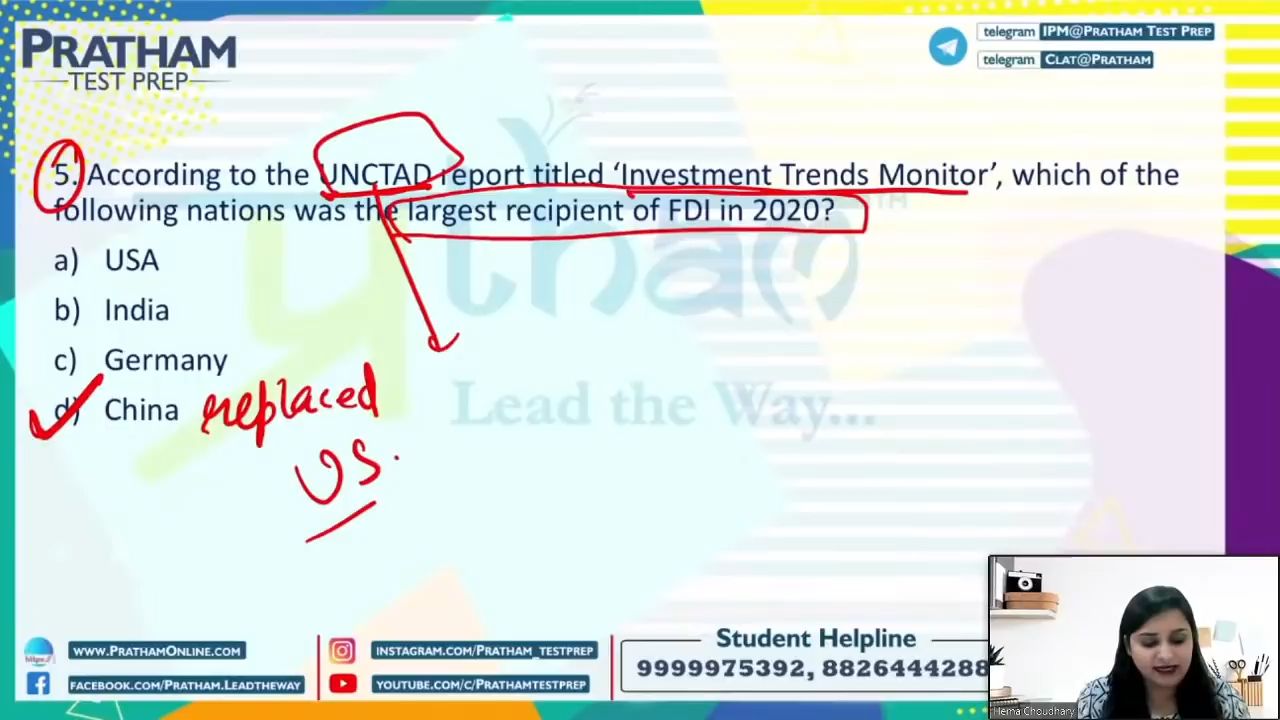 PRATHAM
TEST PREP
telegram IPM@PRATHAM TEST PREP
telegram CLAT@PRATHAM
5. According to the UNCTAD report titled ‘Investment Trends Monitor’, which of the
following nations was the largest recipient of FDI in 2020?
a) USA
b) India
c) Germany
d) China replaced
US.
Lead the Way...
WWW.PRATHAMONLINE.COM
FACEBOOK.COM/PRATHAM.LEADTHEWAY
INSTAGRAM.COM/PRATHAM_TESTPREP
YOUTUBE.COM/C/PRATHAMTESTPREP
Student Helpline
9999975392, 8826444288
Hema Choudhary